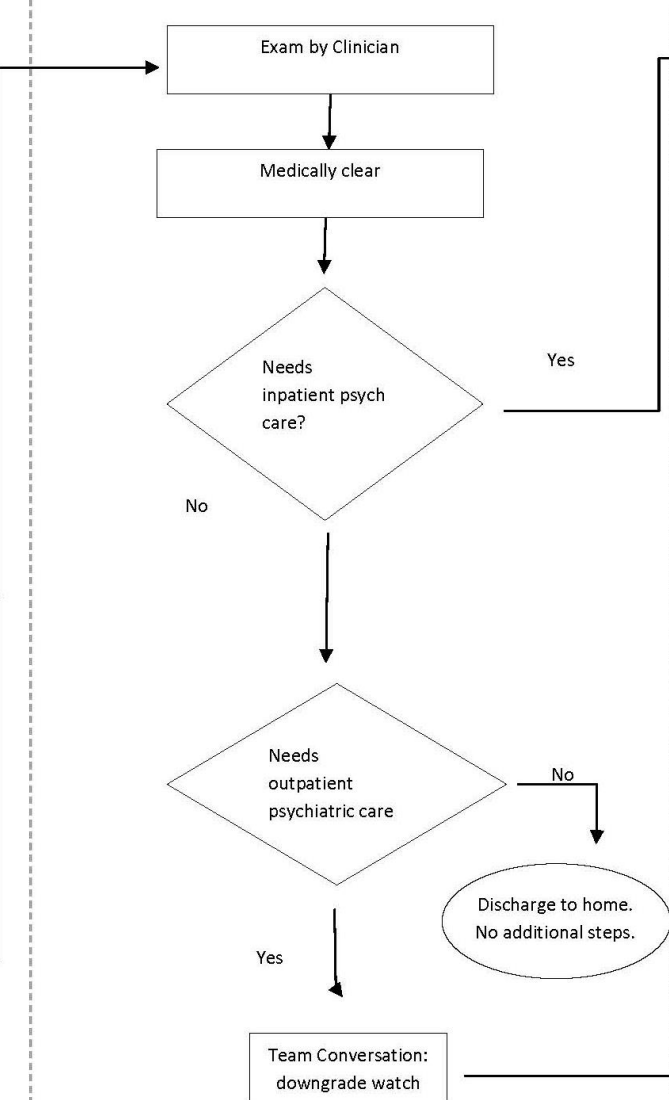 Exam by Clinician
Medically clear
Needs
inpatient psych
care?
Yes
No
Needs
outpatient
psychiatric care
No
Discharge to home.
No additional steps.
Yes
Team Conversation:
downgrade watch